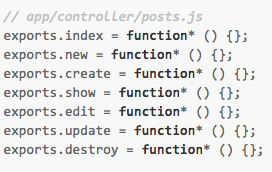 // app/controller/posts.js
exports.index = function* () {};
exports.new = function* () {};
exports.create = function* () {};
exports.show = function* () {};
exports.edit = function* () {};
exports.update = function* () {};
exports.destroy = function* () {};